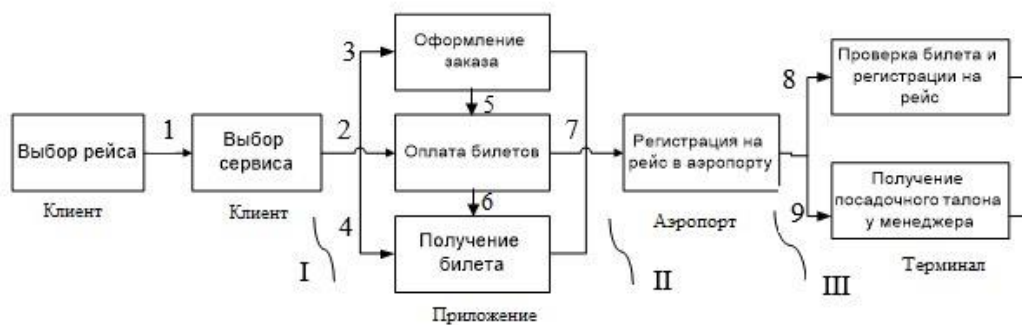 Выбор рейса
Клиент
1
Выбор
сервиса
Клиент
2
I
3
4
Оформление
заказа
5
Оплата билетов
6
Получение
билета
Приложение
7
II
Регистрация на
рейс в аэропорту
Аэропорт
III
8
9
Проверка билета и
регистрации на
рейс
Получение
посадочного талона
у менеджера
Терминал